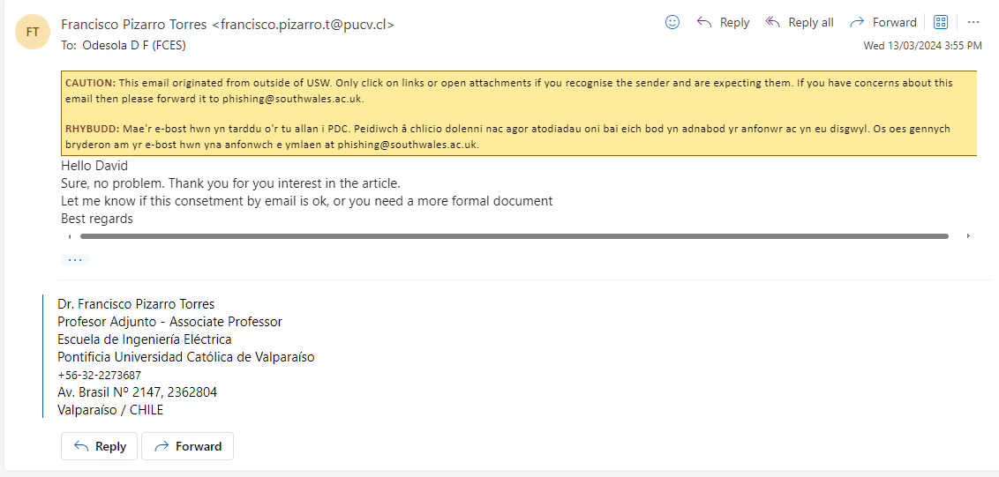 FT
Francisco Pizarro Torres <francisco.pizarro.t@pucv.cl>
Reply
Reply all
Forward
To: Odesola D F (FCES)
Wed 13/03/2024 3:55 PM
CAUTION: This email originated from outside of USW. Only click on links or open attachments if you recognise the sender and are expecting them. If you have concerns about this
email then please forward it to phishing@southwales.ac.uk.
RHYBUDD: Mae'r e-bost hwn yn tarddu o'r tu allan i PDC. Peidiwch â chlicio dolenni nac agor atodiadau oni bai eich bod yn adnabod yr anfonwr ac yn eu disgwyl. Os oes gennych
bryderon am yr e-bost hwn yna anfonwch e ymlaen at phishing@southwales.ac.uk.
Hello David
Sure, no problem. Thank you for you interest in the article.
Let me know if this consetment by email is ok, or you need a more formal document
Best regards
Dr. Francisco Pizarro Torres
Profesor Adjunto - Associate Professor
Escuela de Ingeniería Eléctrica
Pontificia Universidad Católica de Valparaíso
+56-32-2273687
Av. Brasil Nº 2147, 2362804
Valparaíso / CHILE
Reply
Forward